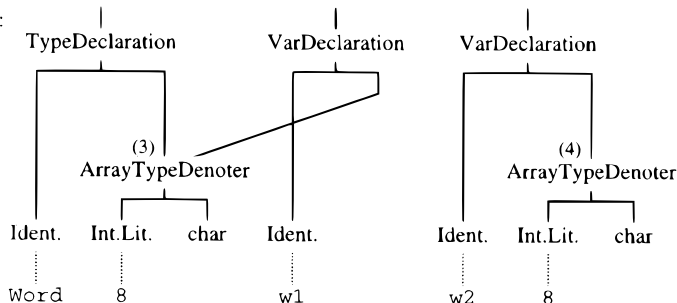 :
TypeDeclaration VarDeclaration VarDeclaration
(3) (4)
ArrayTypeDenoter ArrayTypeDenoter
Ident. Int.Lit. char Ident. Ident. Int.Lit. char
Word 8 w1 w2 8